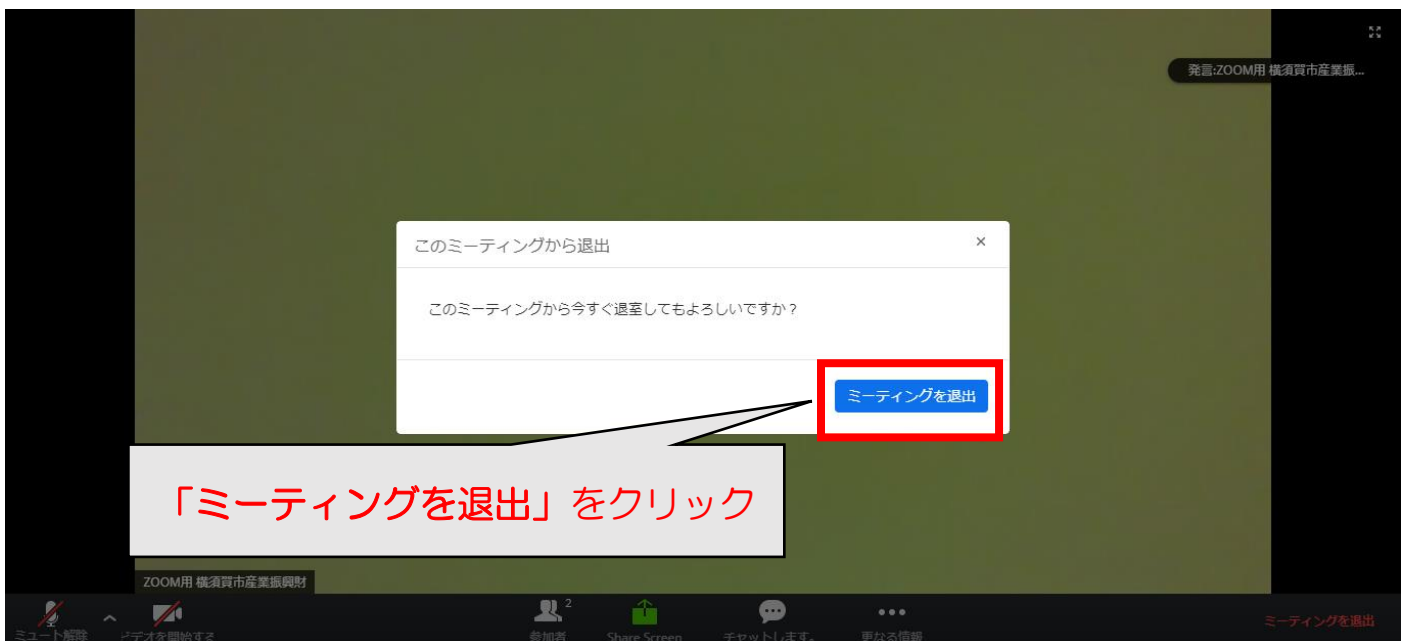 発言:ZOOM用 横須賀市産業振...
このミーティングから退出
×
このミーティングから今すぐ退室してもよろしいですか？
ミーティングを退出
「ミーティングを退出」をクリック
ZOOM用 横須賀市産業振興財
2
ミュート解除 ビデオを開始する 参加者 Share Screen チャットします。 更なる情報 ミーティングを退出